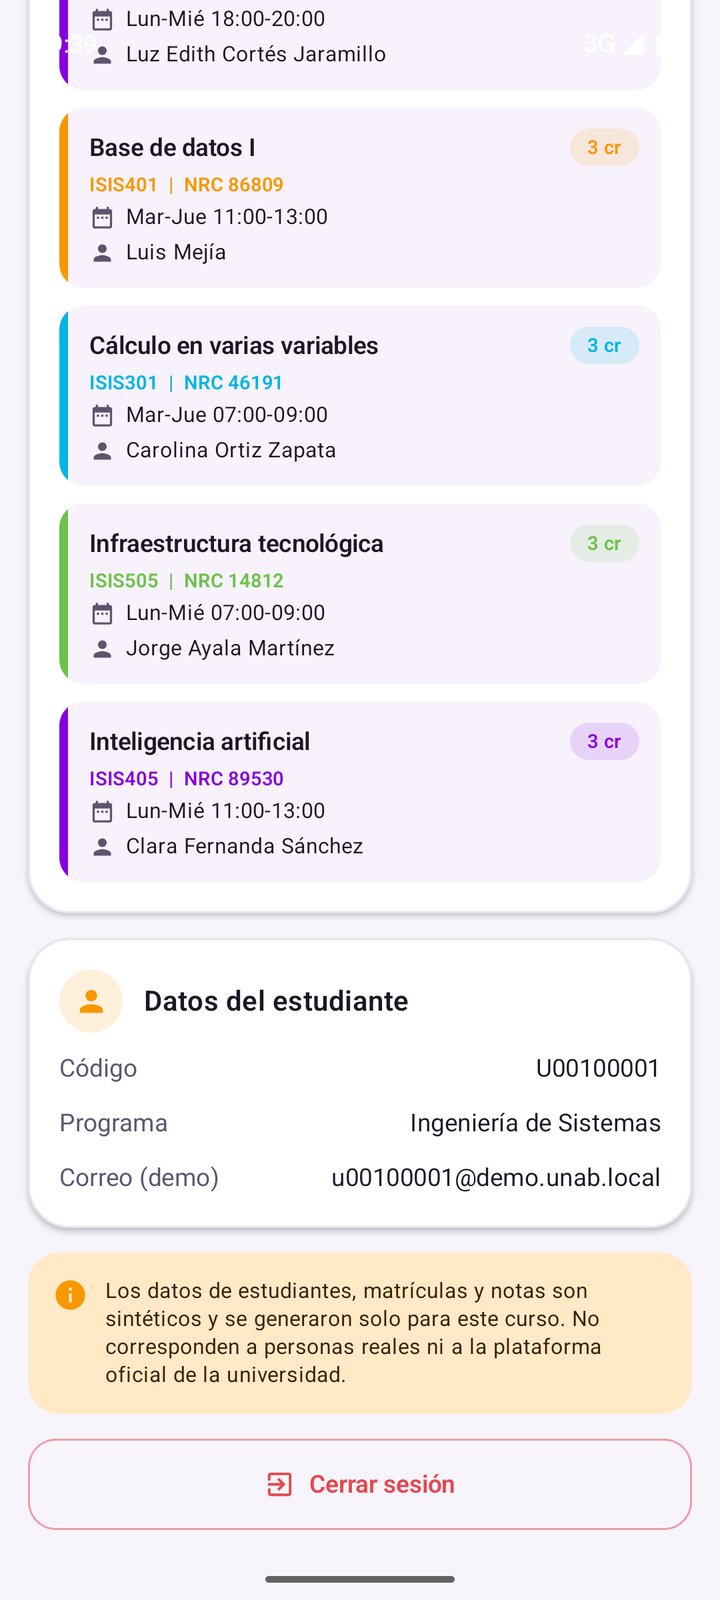 Lun-Mié 18:00-20:00
:39
3G
Luz Edith Cortés Jaramillo
Base de datos I
3 cr
ISIS401 | NRC 86809
Mar-Jue 11:00-13:00
Luis Mejía
Cálculo en varias variables
3 cr
ISIS301 | NRC 46191
Mar-Jue 07:00-09:00
Carolina Ortiz Zapata
Infraestructura tecnológica
3 cr
ISIS505 | NRC 14812
Lun-Mié 07:00-09:00
Jorge Ayala Martínez
Inteligencia artificial
3 cr
ISIS405 | NRC 89530
Lun-Mié 11:00-13:00
Clara Fernanda Sánchez
Datos del estudiante
Código
U00100001
Programa
Ingeniería de Sistemas
Correo (demo)
u00100001@demo.unab.local
Los datos de estudiantes, matrículas y notas son
sintéticos y se generaron solo para este curso. No
corresponden a personas reales ni a la plataforma
oficial de la universidad.
Cerrar sesión